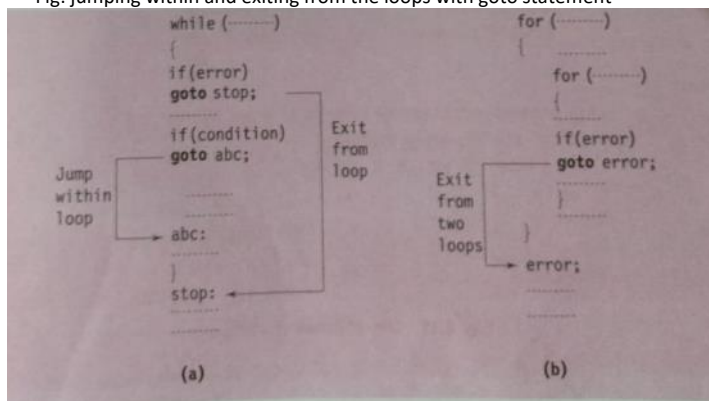 Fig: jumping within and exiting from the loops with goto statement
while (--------)
{
if(error)
goto stop;
---------
if(condition)
goto abc;
---------
---------
abc:
---------
}
stop:
---------
---------
Jump
within
loop
Exit
from
loop
(a)
for (--------)
{ ---------
for (--------)
{
---------
if(error)
goto error;
---------
}
---------
}
error;
---------
---------
Exit
from
two
loops
(b)